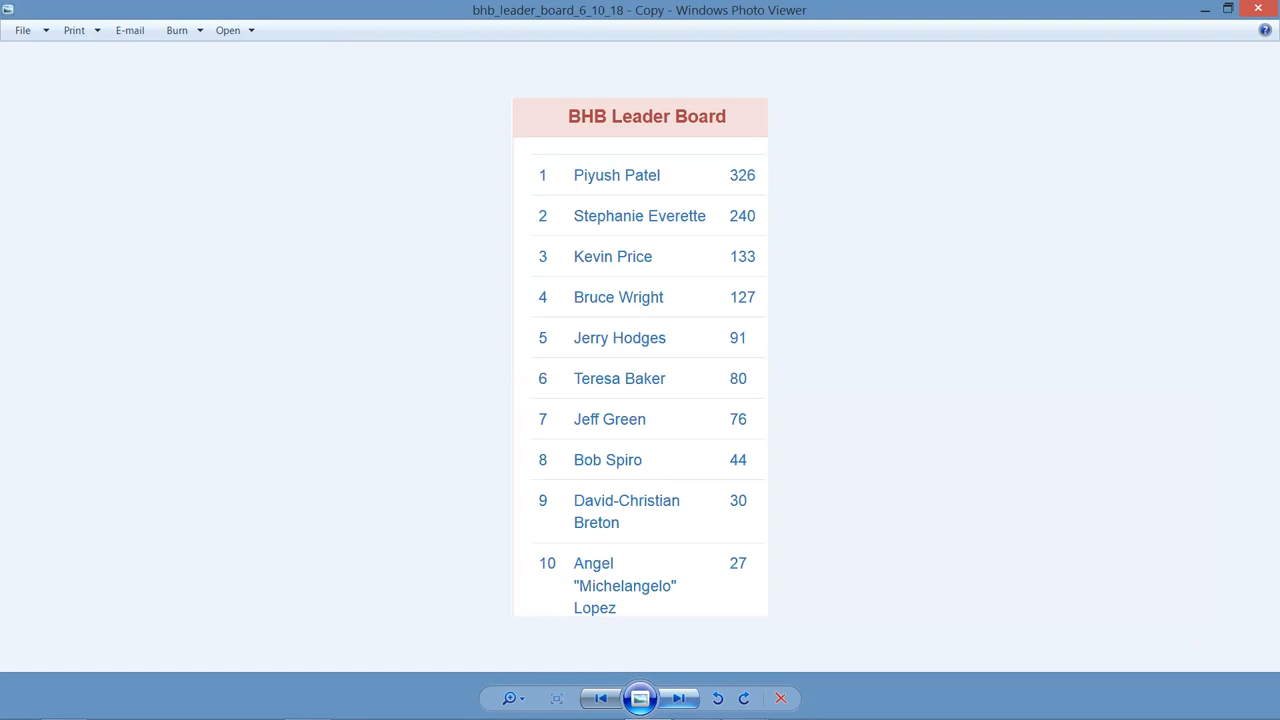 bhb_leader_board_6_10_18 - Copy - Windows Photo Viewer
File Print E-mail Burn Open
BHB Leader Board
1 Piyush Patel 326
2 Stephanie Everette 240
3 Kevin Price 133
4 Bruce Wright 127
5 Jerry Hodges 91
6 Teresa Baker 80
7 Jeff Green 76
8 Bob Spiro 44
9 David-Christian 30
Breton
10 Angel 27
"Michelangelo"
Lopez